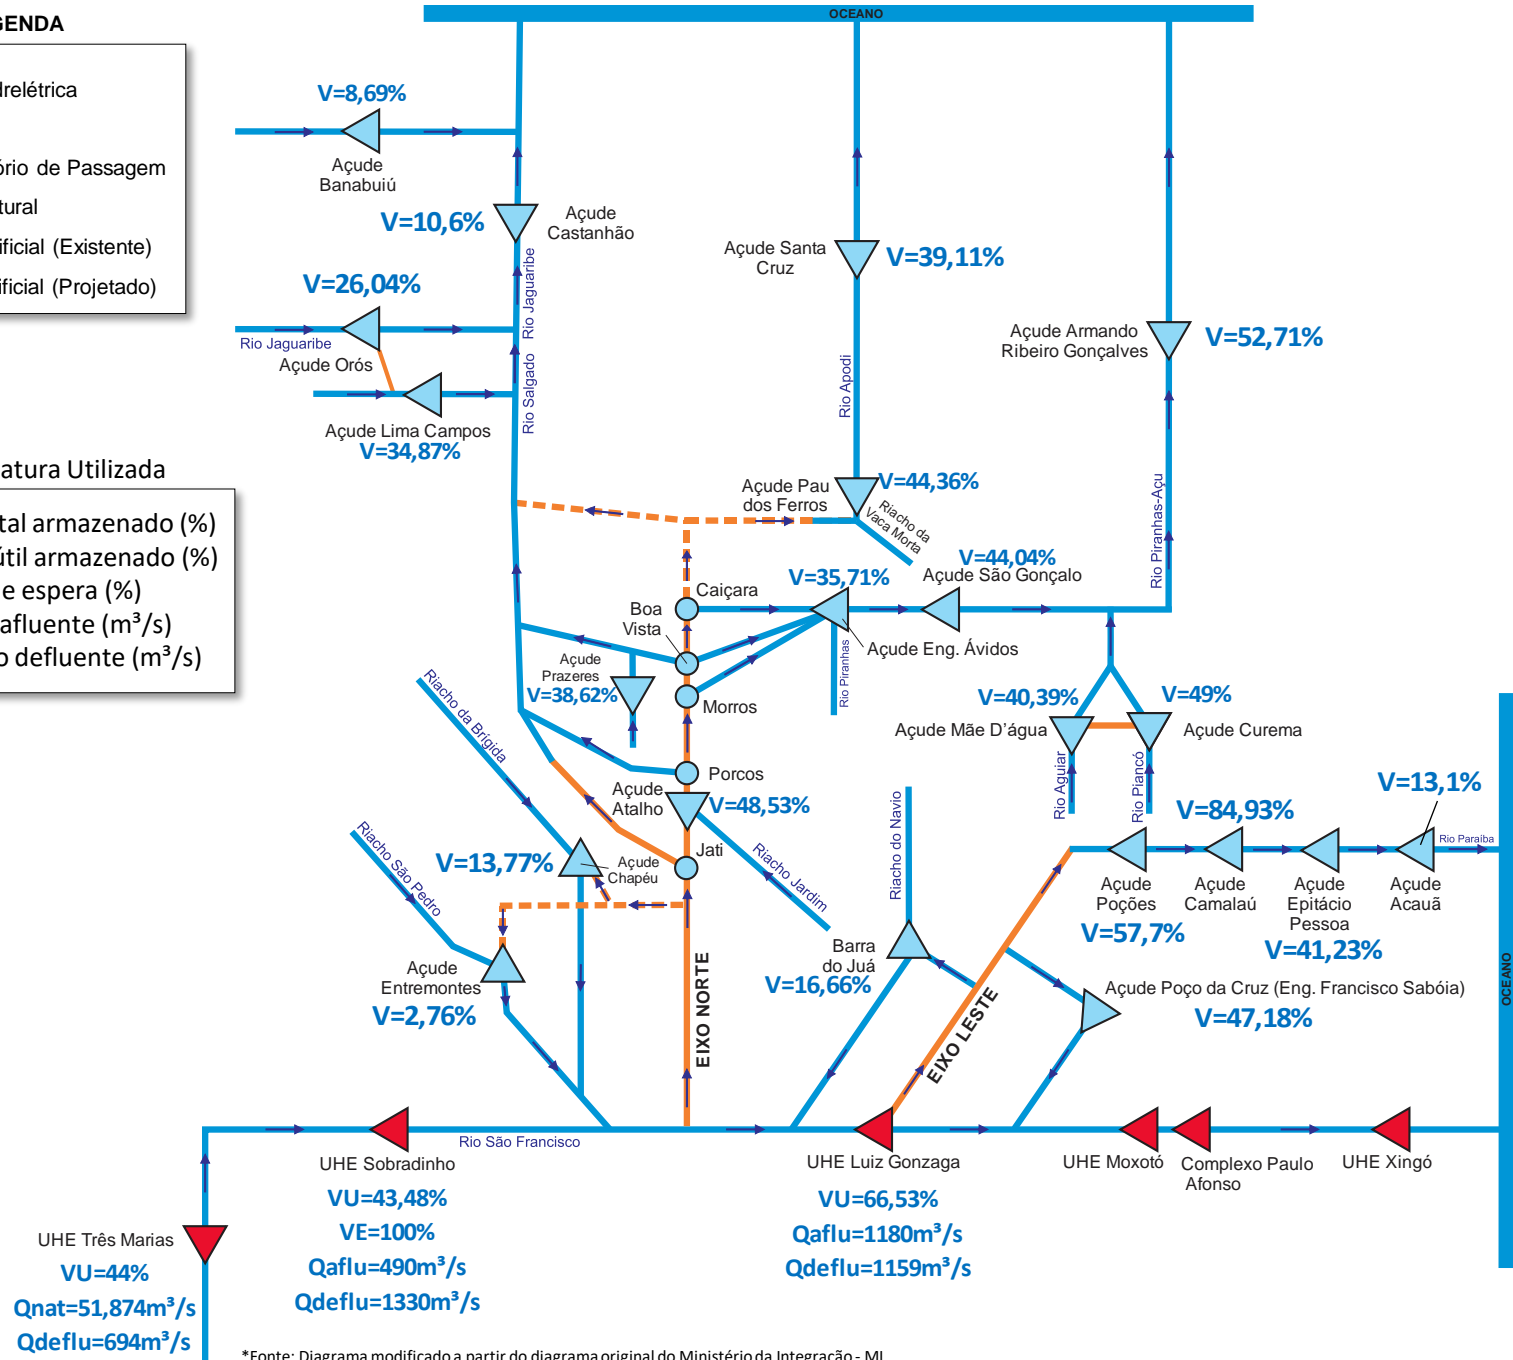 OCEANO
GENDA
drelétrica
ório de Passagem
tural
ificial (Existente)
ificial (Projetado)
V=8,69%
Açude
Banabuiú
V=10,6%
Açude
Castanhão
Rio Jaguaribe
V=26,04%
Rio Jaguaribe
Açude Orós
Rio Salgado
Açude Lima Campos
V=34,87%
Açude Santa
Cruz
V=39,11%
Rio Apodi
Açude Armando
Ribeiro Gonçalves
V=52,71%
Rio Piranhas-Açu
atura Utilizada
tal armazenado (%)
útil armazenado (%)
e espera (%)
afluente (m³/s)
o defluente (m³/s)
Açude Pau
dos Ferros
V=44,36%
Riacho da
Vaca Morta
V=44,04%
Açude São Gonçalo
V=35,71%
Caiçara
Boa
Vista
Açude Eng. Ávidos
Rio Piranhas
Açude
Prazeres
V=38,62%
Morros
V=40,39%
Açude Mãe D'água
V=49%
Açude Curema
Rio Aguiar
Rio Piancó
Riacho da Brígida
Porcos
Açude
Atalho
V=48,53%
Jati
Riacho Jardim
Riacho do Navio
V=13,1%
V=84,93%
Rio Paraíba
Açude
Poções
V=57,7%
Açude
Camalaú
Açude
Epitácio
Pessoa
V=41,23%
Açude
Acauã
Riacho São Pedro
V=13,77%
Açude
Chapéu
Açude
Entremontes
V=2,76%
EIXO NORTE
Barra
do Juá
V=16,66%
EIXO LESTE
Açude Poço da Cruz (Eng. Francisco Sabóia)
V=47,18%
OCEANO
Rio São Francisco
UHE Sobradinho
VU=43,48%
VE=100%
Qaflu=490m³/s
Qdeflu=1330m³/s
UHE Luiz Gonzaga
VU=66,53%
Qaflu=1180m³/s
Qdeflu=1159m³/s
UHE Moxotó
Complexo Paulo
Afonso
UHE Xingó
UHE Três Marias
VU=44%
Qnat=51,874m³/s
Qdeflu=694m³/s
*Fonte: Diagrama modificado a partir do diagrama original do Ministério da Integração - MI